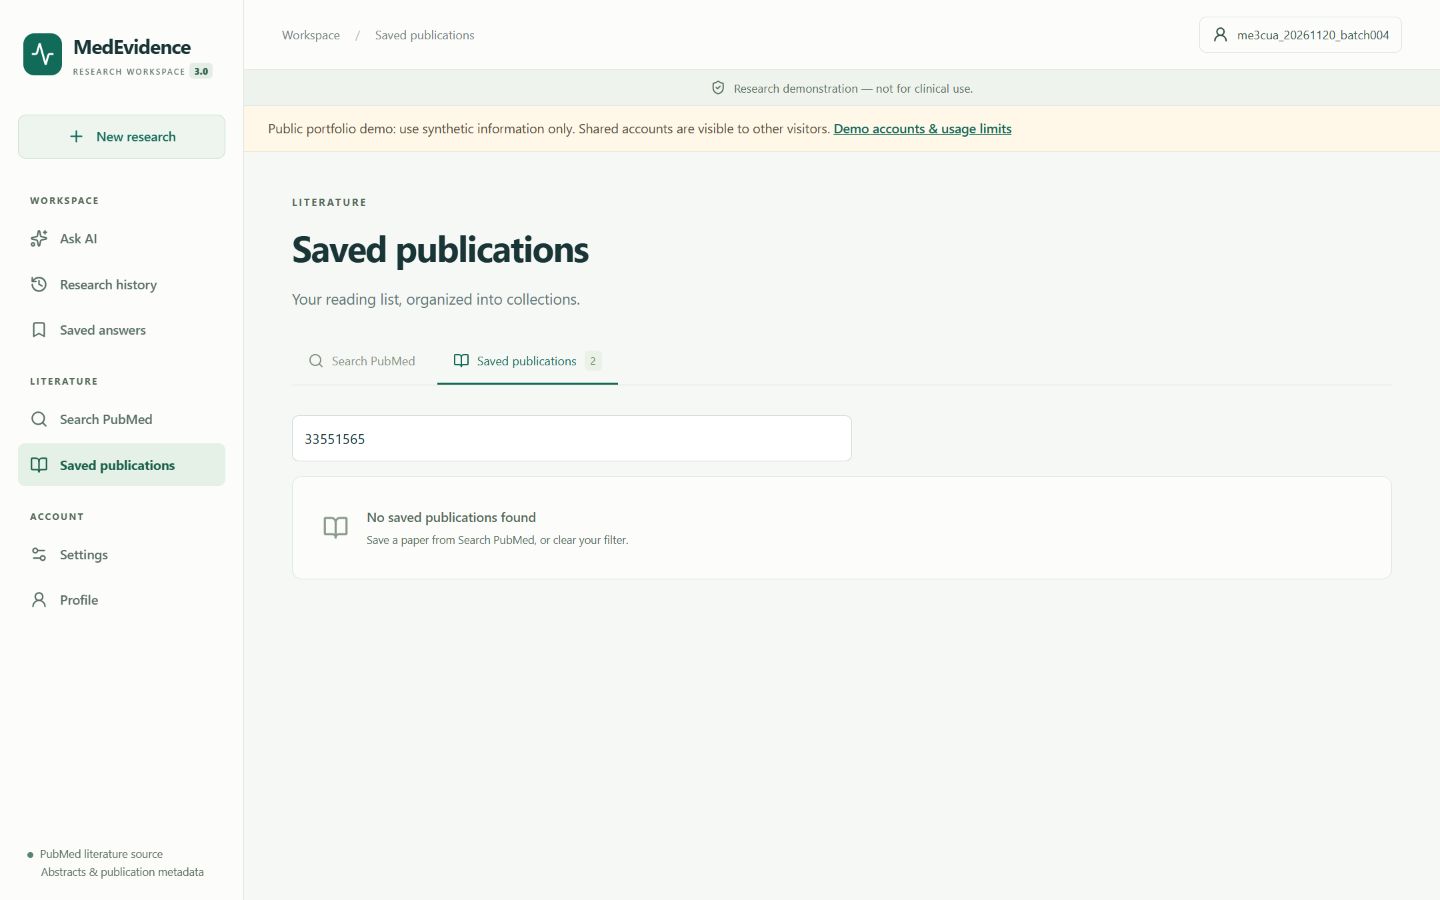 MedEvidence
RESEARCH WORKSPACE 3.0
New research
WORKSPACE
Ask AI
Research history
Saved answers
LITERATURE
Search PubMed
Saved publications
ACCOUNT
Settings
Profile
PubMed literature source
Abstracts & publication metadata
Workspace / Saved publications
me3cua_20261120_batch004
Research demonstration — not for clinical use.
Public portfolio demo: use synthetic information only. Shared accounts are visible to other visitors. Demo accounts & usage limits
LITERATURE
Saved publications
Your reading list, organized into collections.
Search PubMed
Saved publications 2
33551565
No saved publications found
Save a paper from Search PubMed, or clear your filter.